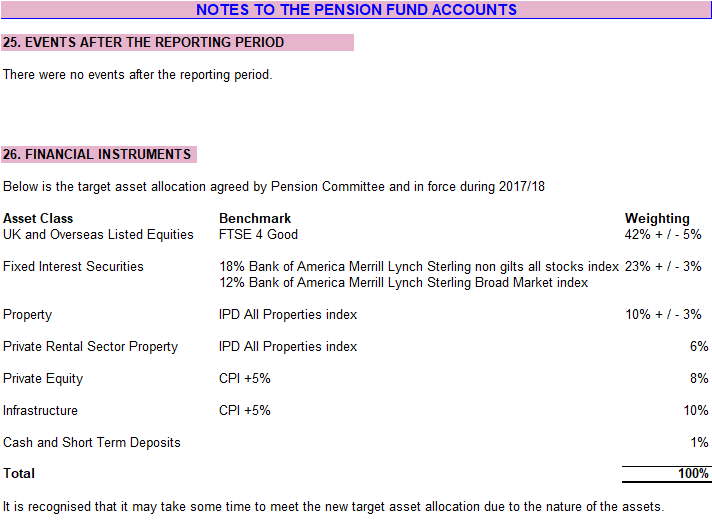 NOTES TO THE PENSION FUND ACCOUNTS
25. EVENTS AFTER THE REPORTING PERIOD
There were no events after the reporting period.
26. FINANCIAL INSTRUMENTS
Below is the target asset allocation agreed by Pension Committee and in force during 2017/18
Asset Class Benchmark Weighting
UK and Overseas Listed Equities FTSE 4 Good 42% + / - 5%
Fixed Interest Securities 18% Bank of America Merrill Lynch Sterling non gilts all stocks index 23% + / - 3%
12% Bank of America Merrill Lynch Sterling Broad Market index
Property IPD All Properties index 10% + / - 3%
Private Rental Sector Property IPD All Properties index 6%
Private Equity CPI +5% 8%
Infrastructure CPI +5% 10%
Cash and Short Term Deposits 1%
Total 100%
It is recognised that it may take some time to meet the new target asset allocation due to the nature of the assets.